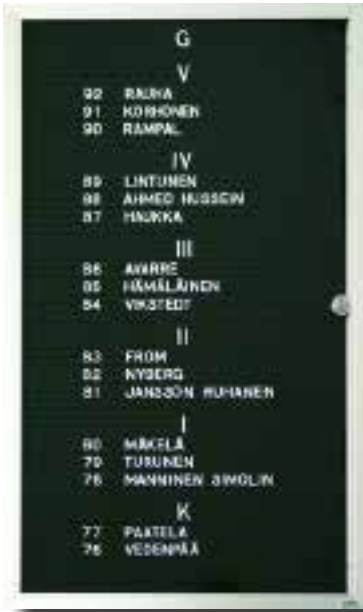 G
V
92 RAUHA
91 KORHONEN
90 RAMPAL
IV
89 LINTUNEN
88 AHMED HUSSEIN
87 HAUKKA
III
86 AVARRE
85 HÄMÄLÄINEN
84 VIKSTEDT
II
83 FROM
82 NYBERG
81 JANSSON RUHANEN
I
80 MÄKELÄ
79 TURUNEN
78 MANNINEN SIMOLIN
K
77 PAATELA
76 VEDENPÄÄ